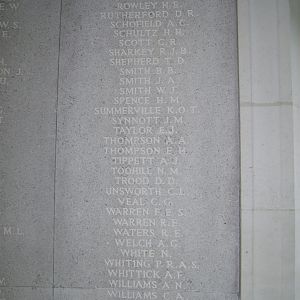 ROWLEY H.E.
RUTHERFORD D.R.
SCHOFIELD A.C.
SCHULTZ H.H.
SCOTT C.R.
SHARKEY R.J.B.
SHEPHERD T.D.
SMITH B.B.
SMITH J.A.
SMITH W.J.
SPENCE H.M.
SUMMERVILLE K.O.T.
SYNNOTT J.M.
TAYLOR E.J.
THOMPSON A.A.
THOMPSON E.H.
TIPPETT A.J.
TOOHILL N.M.
TROOD D.D.
UNSWORTH C.L.
VEAL C.G.
WARREN F.E.S.
WARREN R.E.
WATERS R.E.
WELCH A.G.
WHITE N.
WHITING P.R.A.S.
WHITTICK A.F.
WILLIAMS A.N.
WILLIAMS C.A.